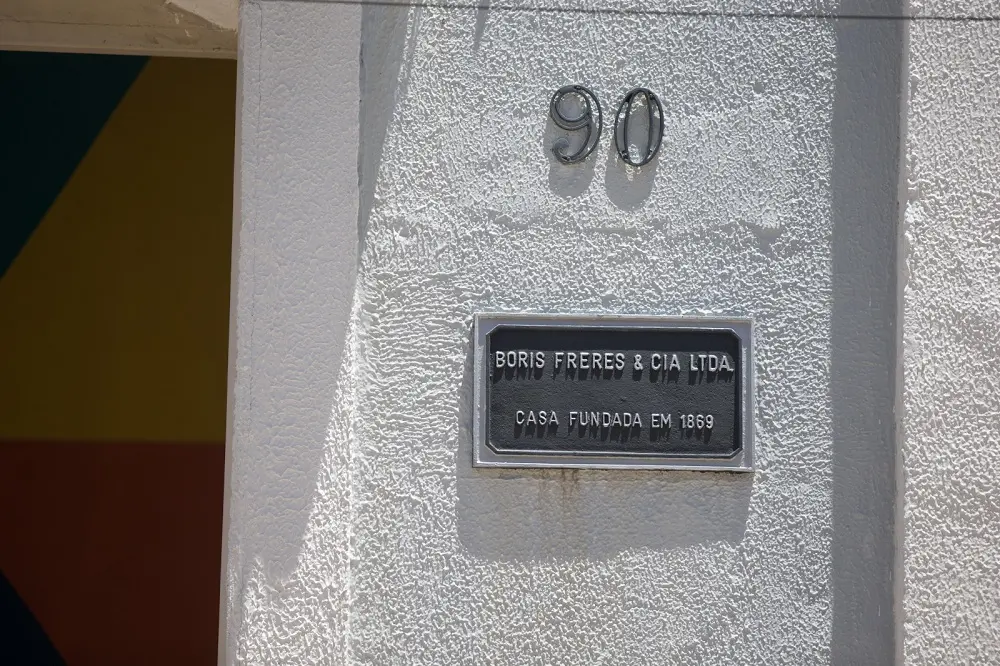 90
BORIS FRERES & CIA LTDA.
CASA FUNDADA EM 1869